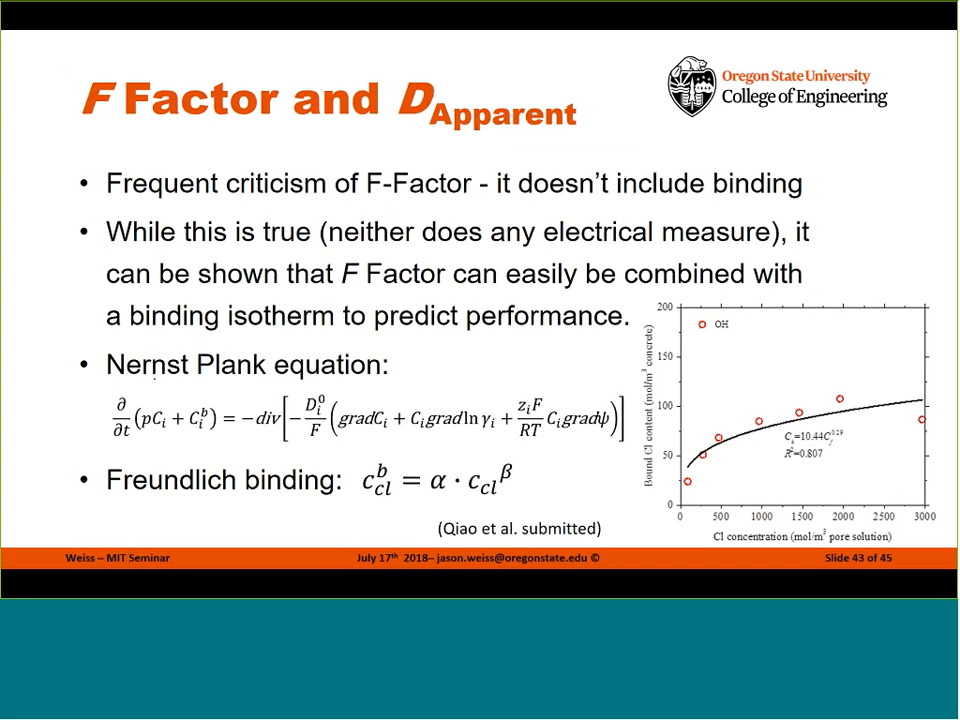 F Factor and D_Apparent
Oregon State University
College of Engineering
• Frequent criticism of F-Factor - it doesn't include binding
• While this is true (neither does any electrical measure), it
can be shown that F Factor can easily be combined with
a binding isotherm to predict performance.
• Nernst Plank equation:
∂/∂t (pC_i + C_i^b) = −div[−D_i^0/F (gradC_i + C_i grad ln γ_i + z_iF/RT C_i gradψ)]
• Freundlich binding: c_cl^b = α · c_cl^β
(Qiao et al. submitted)
200
150
100
50
0
Bound Cl content (mol/m³ concrete)
OH
C_b=10.44C_f^0.29
R²=0.807
0 500 1000 1500 2000 2500 3000
Cl concentration (mol/m³ pore solution)
Weiss – MIT Seminar July 17th 2018– jason.weiss@oregonstate.edu © Slide 43 of 45